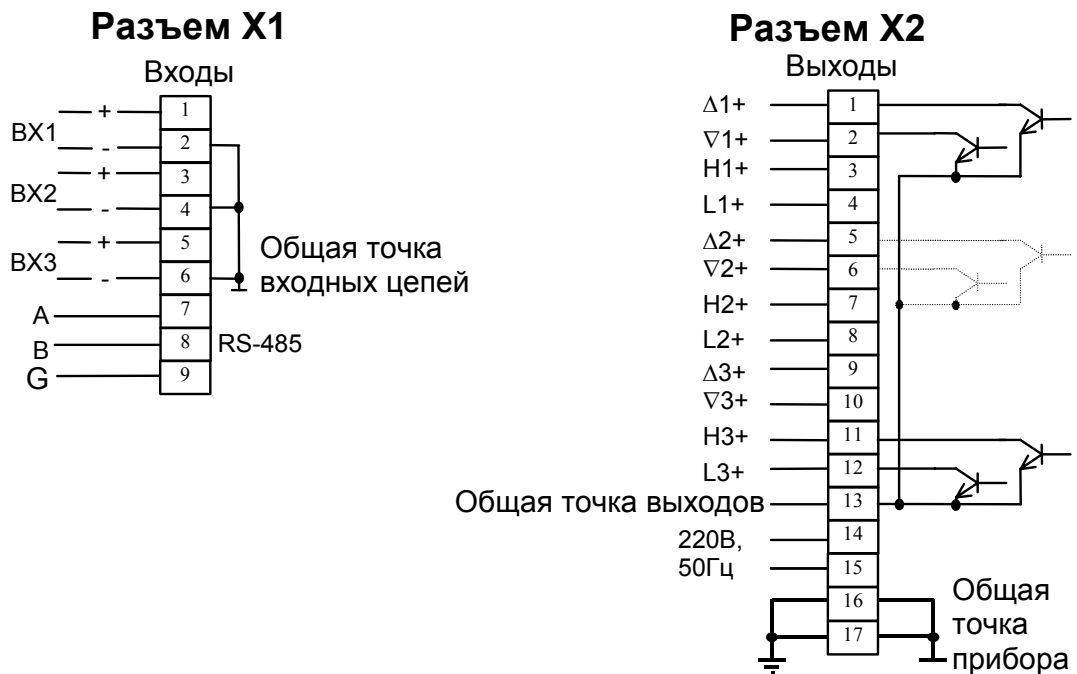 Разъем X1
Входы
ВХ1 + 1
- 2
ВХ2 + 3
- 4
ВХ3 + 5
- 6
Общая точка
входных цепей
A 7
B 8 RS-485
G 9
Разъем X2
Выходы
Δ1+ 1
∇1+ 2
H1+ 3
L1+ 4
Δ2+ 5
∇2+ 6
H2+ 7
L2+ 8
Δ3+ 9
∇3+ 10
H3+ 11
L3+ 12
Общая точка выходов 13
220В, 14
50Гц 15
16
17
Общая
точка
прибора